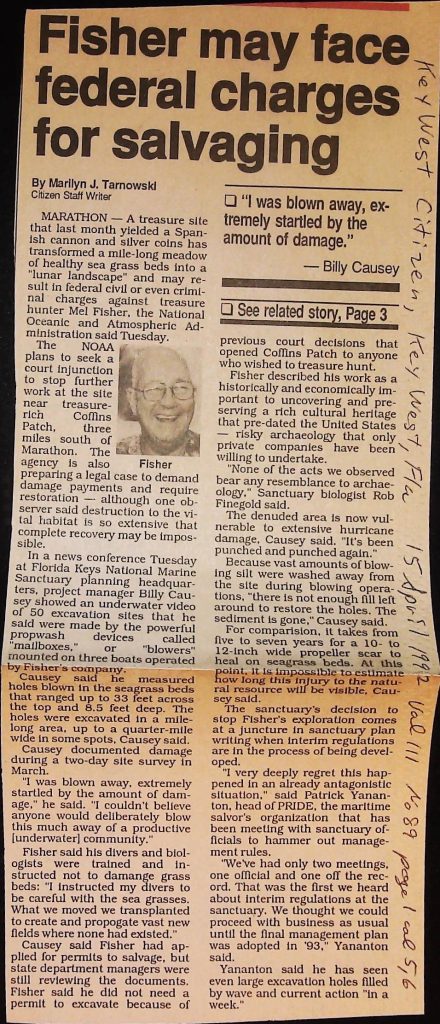 Fisher may face
federal charges
for salvaging
By Marilyn J. Tarnowski
Citizen Staff Writer
MARATHON — A treasure site
that last month yielded a Span-
ish cannon and silver coins has
transformed a mile-long meadow
of healthy sea grass beds into a
"lunar landscape" and may re-
sult in federal civil or even crimi-
nal charges against treasure
hunter Mel Fisher, the National
Oceanic and Atmospheric Ad-
ministration said Tuesday.
The NOAA
plans to seek a
court injunction
to stop further
work at the site
near treasure-
rich Coffins
Patch, three
miles south of
Marathon. The
agency is also
preparing a legal case to demand
damage payments and require
restoration — although one ob-
server said destruction to the vi-
tal habitat is so extensive that
complete recovery may be impos-
sible.
In a news conference Tuesday
at Florida Keys National Marine
Sanctuary planning headquar-
ters, project manager Billy Cau-
sey showed an underwater video
of 50 excavation sites that he
said were made by the powerful
propwash devices called
"mailboxes," or "blowers"
mounted on three boats operated
by Fisher's company.
Causey said he measured
holes blown in the seagrass beds
that ranged up to 33 feet across
the top and 8.5 feet deep. The
holes were excavated in a mile-
long area, up to a quarter-mile
wide in some spots, Causey said.
Causey documented damage
during a two-day site survey in
March.
"I was blown away, extremely
startled by the amount of dam-
age," he said. "I couldn't believe
anyone would deliberately blow
this much away of a productive
[underwater] community."
Fisher said his divers and biol-
ogists were trained and in-
structed not to damange grass
beds: "I instructed my divers to
be careful with the sea grasses.
What we moved we transplanted
to create and propogate vast new
fields where none had existed."
Causey said Fisher had ap-
plied for permits to salvage, but
state department managers were
still reviewing the documents.
Fisher said he did not need a
permit to excavate because of
Fisher
❑ "I was blown away, ex-
tremely startled by the
amount of damage."
— Billy Causey
❑ See related story, Page 3
previous court decisions that
opened Coffins Patch to anyone
who wished to treasure hunt.
Fisher described his work as a
historically and economically im-
portant to uncovering and pre-
serving a rich cultural heritage
that pre-dated the United States
— risky archaeology that only
private companies have been
willing to undertake.
"None of the acts we observed
bear any resemblance to archae-
ology," Sanctuary biologist Rob
Finegold said.
The denuded area is now vul-
nerable to extensive hurricane
damage, Causey said. "It's been
punched and punched again."
Because vast amounts of blow-
ing silt were washed away from
the site during blowing opera-
tions, "there is not enough fill left
around to restore the holes. The
sediment is gone," Causey said.
For comparision, it takes from
five to seven years for a 10- to
12-inch wide propeller scar to
heal on seagrass beds. At this
point, it is impossible to estimate
how long this injury to the natu-
ral resource will be visible, Cau-
sey said.
The sanctuary's decision to
stop Fisher's exploration comes
at a juncture in sanctuary plan
writing when interim regulations
are in the process of being devel-
oped.
"I very deeply regret this hap-
pened in an already antagonistic
situation," said Patrick Yanan-
ton, head of PRIDE, the maritime
salvor's organization that has
been meeting with sanctuary of-
ficials to hammer out manage-
ment rules.
"We've had only two meetings,
one official and one off the rec-
ord. That was the first we heard
about interim regulations at the
sanctuary. We thought we could
proceed with business as usual
until the final management plan
was adopted in '93," Yananton
said.
Yananton said he has seen
even large excavation holes filled
by wave and current action "in a
week."
Key West Citizen, Key West, Fla 15 April 1992 Vol 111 No 89 page 1 col 5,6